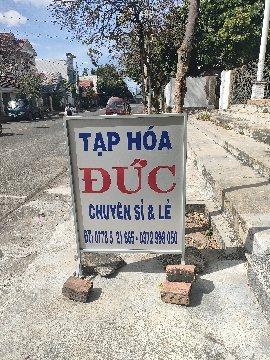 TẠP HÓA
ĐỨC
CHUYÊN SỈ & LẺ